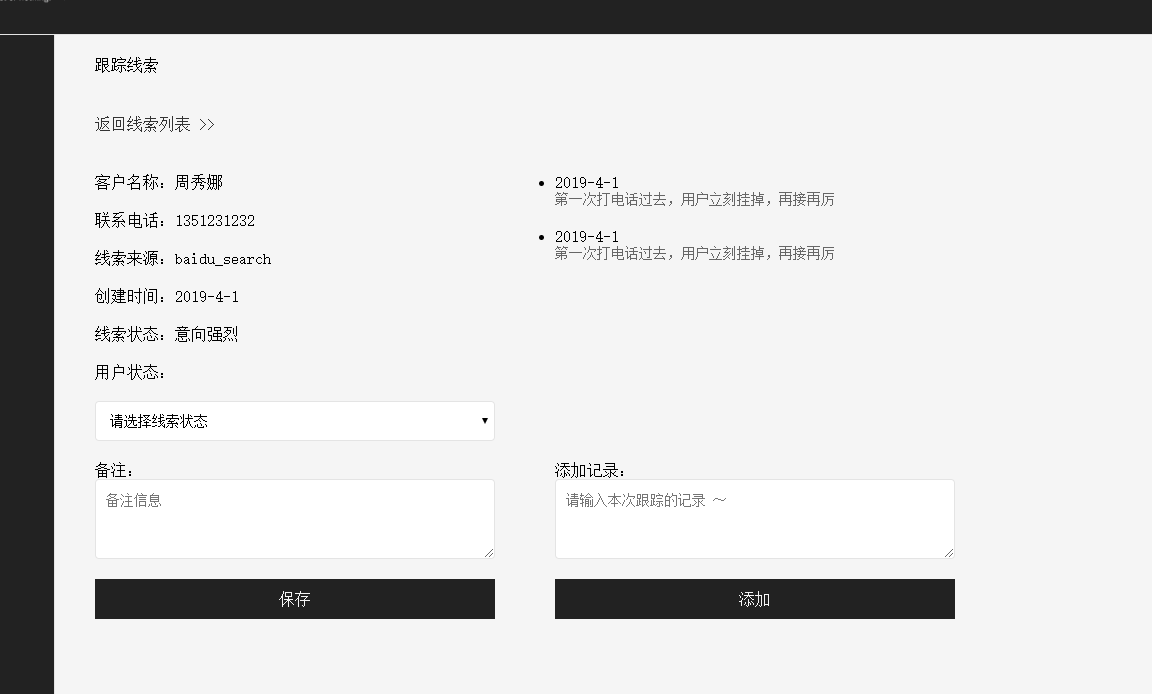 跟踪线索
返回线索列表 >>
客户名称：周秀娜
联系电话：1351231232
线索来源：baidu_search
创建时间：2019-4-1
线索状态：意向强烈
用户状态：
请选择线索状态
备注：
备注信息
保存
2019-4-1
第一次打电话过去，用户立刻挂掉，再接再厉
2019-4-1
第一次打电话过去，用户立刻挂掉，再接再厉
添加记录：
请输入本次跟踪的记录 ～
添加